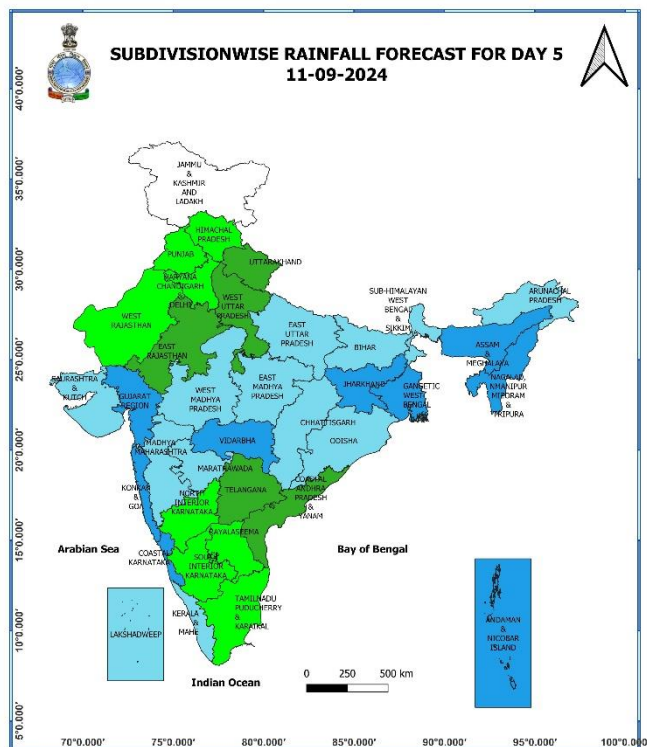 SUBDIVISIONWISE RAINFALL FORECAST FOR DAY 5
11-09-2024
40°0.000'
35°0.000'
30°0.000'
25°0.000'
20°0.000'
15°0.000'
10°0.000'
5°0.000'
JAMMU
&
KASHMIR
AND
LADAKH
HIMACHAL
PRADESH
PUNJAB
UTTARAKHAND
HARYANA
CHANDIGARH
&
DELHI
WEST
UTTAR
PRADESH
WEST
RAJASTHAN
EAST
RAJASTHAN
EAST
UTTAR
PRADESH
SUB-HIMALAYAN
WEST
BENGAL
&
SIKKIM
ARUNACHAL
PRADESH
BIHAR
ASSAM
&
MEGHALAYA
SAURASHTRA
& KUTCH
GUJARAT
REGION
WEST
MADHYA
PRADESH
EAST
MADHYA
PRADESH
JHARKHAND
GANGETIC
WEST
BENGAL
MIZORAM
&
TRIPURA
CHHATTISGARH
ODISHA
VIDARBHA
MADHYA
MAHARASHTRA
MARATHWADA
KONKAN
&
GOA
TELANGANA
COASTAL
ANDHRA
PRADESH
&
YANAM
NORTH
INTERIOR
KARNATAKA
RAYALASEEMA
Arabian Sea
Bay of Bengal
COASTAL
KARNATAKA
SOUTH
INTERIOR
KARNATAKA
TAMILNADU
PUDUCHERRY
&
KARAIKAL
KERALA
&
MAHE
LAKSHADWEEP
ANDAMAN
&
NICOBAR
ISLAND
Indian Ocean
0 250 500 km
70°0.000' 75°0.000' 80°0.000' 85°0.000' 90°0.000' 95°0.000' 100°0.000'